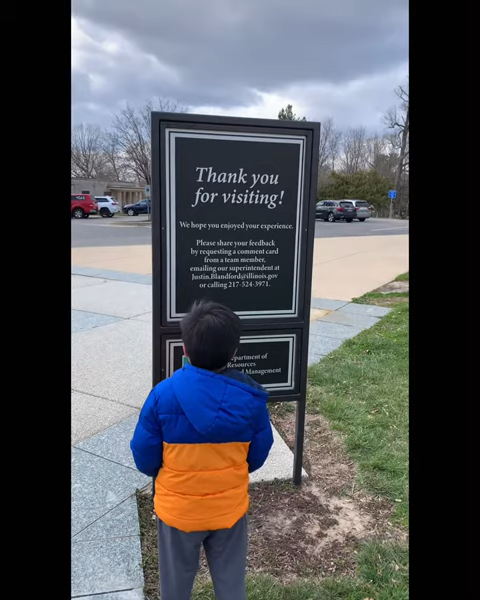 Thank you
for visiting!
We hope you enjoyed your experience.
Please share your feedback
by requesting a comment card
from a team member,
emailing our superintendent at
Justin.Blandford@illinois.gov
or calling 217-524-3971.
epartment of
Resources
d Management